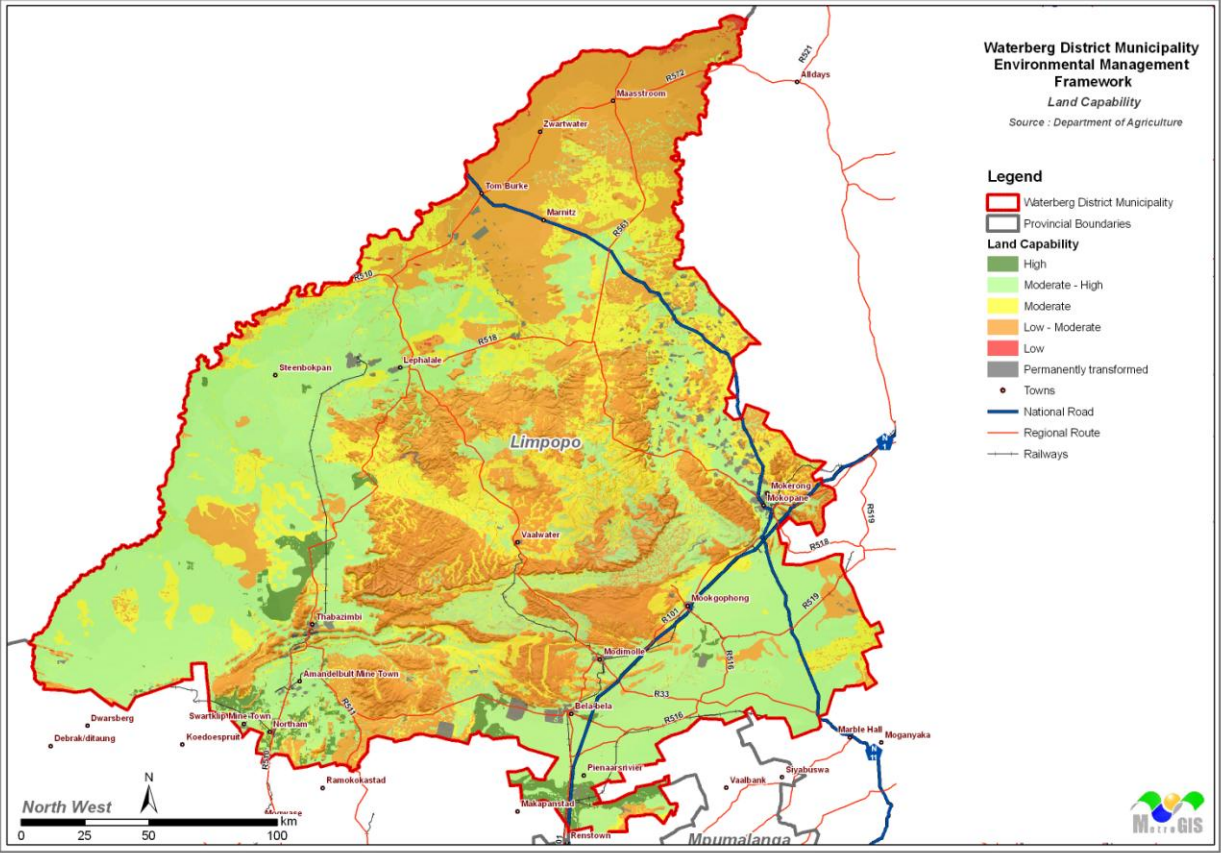 Waterberg District Municipality
Environmental Management
Framework
Land Capability
Source : Department of Agriculture
Legend
Waterberg District Municipality
Provincial Boundaries
Land Capability
High
Moderate - High
Moderate
Low - Moderate
Low
Permanently transformed
Towns
National Road
Regional Route
Railways
R521
Alldays
R572
Maasstroom
Zwartwater
Tom Burke
Marnitz
R561
R510
R518
Steenbokpan
Lephalale
Limpopo
Mokerong
Mokopane
N
1
R519
R518
Vaalwater
Mookgophong
R101
R519
Thabazimbi
Modimolle
R516
Amandelbult Mine Town
R33
R511
Bela-bela
R516
Swartklip Mine Town
Northam
Dwarsberg
Debrak/ditaung
Koedoespruit
Marble Hall
Moganyaka
Pienaarsrivier
Siyabuswa
Vaalbank
Ramokokastad
Makapanstad
North West
N
km
0 25 50 100
Renstown
Mpumalanga
MetroGIS